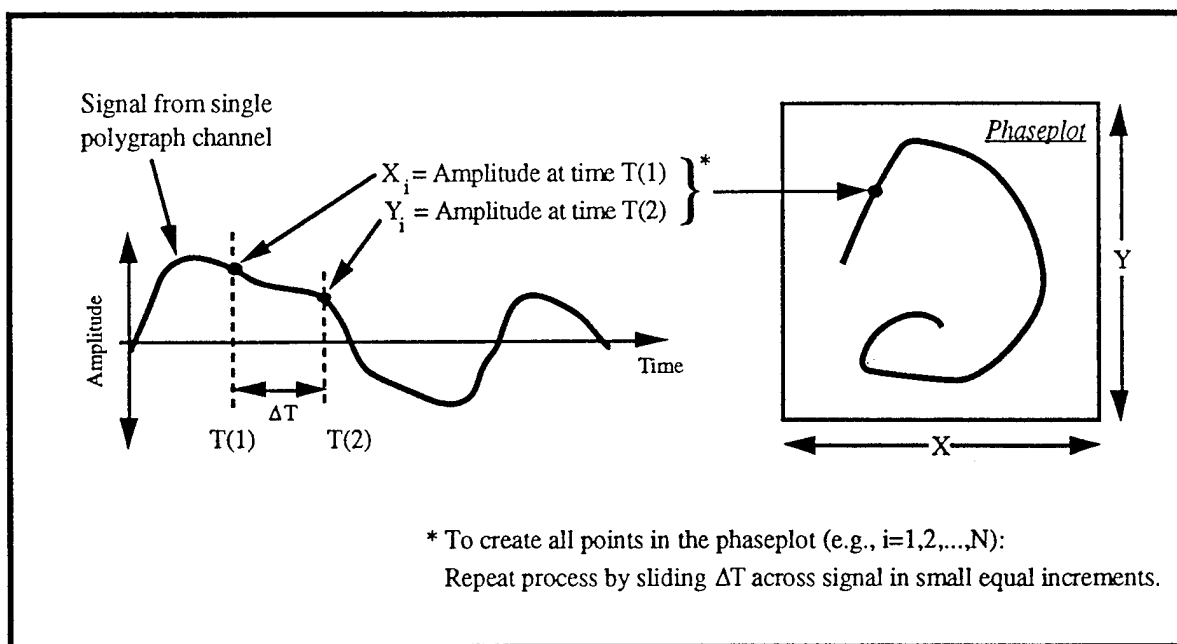 Signal from single
polygraph channel
X i = Amplitude at time T(1)
Y i = Amplitude at time T(2)
} *
Phaseplot
Y
X
Amplitude
Time
ΔT
T(1)
T(2)
* To create all points in the phaseplot (e.g., i=1,2,...,N):
Repeat process by sliding ΔT across signal in small equal increments.